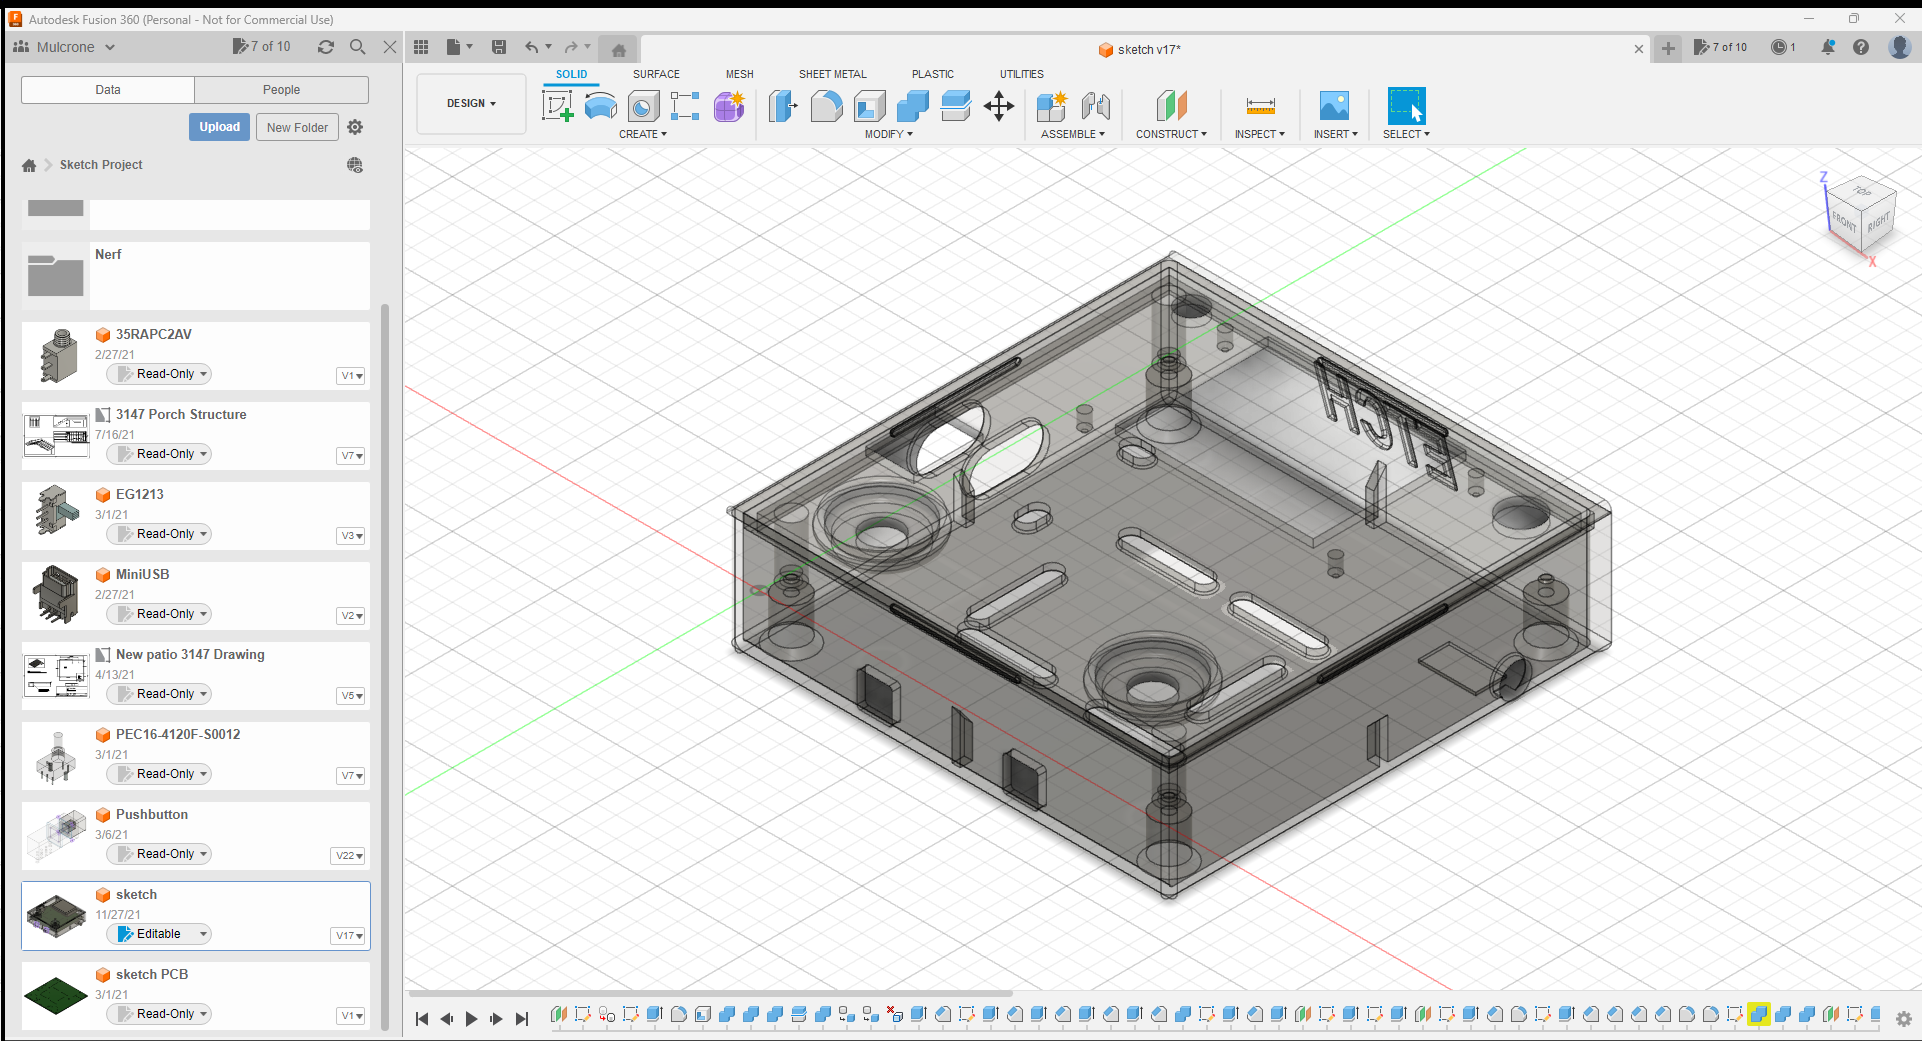 Autodesk Fusion 360 (Personal - Not for Commercial Use)
Mulcrone
7 of 10
sketch v17*
7 of 10
1
Data
People
Upload
New Folder
Sketch Project
Nerf
35RAPC2AV
2/27/21
Read-Only
V1
3147 Porch Structure
7/16/21
Read-Only
V7
EG1213
3/1/21
Read-Only
V3
MiniUSB
2/27/21
Read-Only
V2
New patio 3147 Drawing
4/13/21
Read-Only
V5
PEC16-4120F-S0012
3/1/21
Read-Only
V7
Pushbutton
3/6/21
Read-Only
V22
sketch
11/27/21
Editable
V17
sketch PCB
3/1/21
Read-Only
V1
DESIGN
SOLID
SURFACE
MESH
SHEET METAL
PLASTIC
UTILITIES
CREATE
MODIFY
ASSEMBLE
CONSTRUCT
INSPECT
INSERT
SELECT
Z
TOP
FRONT
RIGHT
X
ETCH